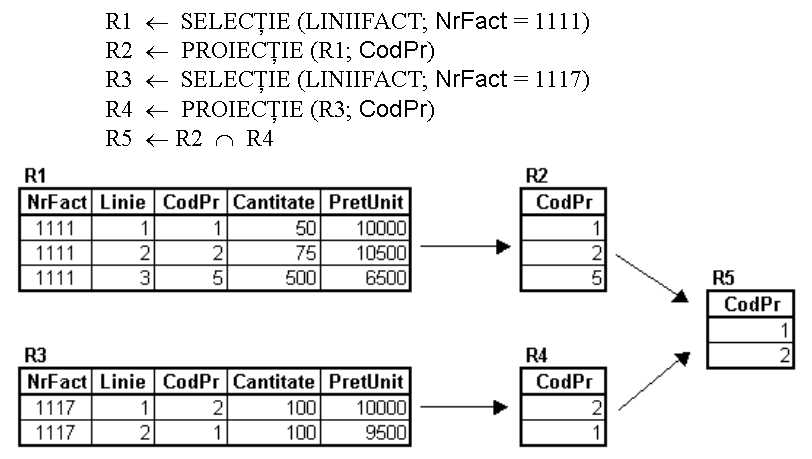 R1 ← SELECȚIE (LINIIFACT; NrFact = 1111)
R2 ← PROIECȚIE (R1; CodPr)
R3 ← SELECȚIE (LINIIFACT; NrFact = 1117)
R4 ← PROIECȚIE (R3; CodPr)
R5 ← R2 ∩ R4
R1
NrFact Linie CodPr Cantitate PretUnit
1111 1 1 50 10000
1111 2 2 75 10500
1111 3 5 500 6500
R2
CodPr
1
2
5
R5
CodPr
1
2
R3
NrFact Linie CodPr Cantitate PretUnit
1117 1 2 100 10000
1117 2 1 100 9500
R4
CodPr
2
1